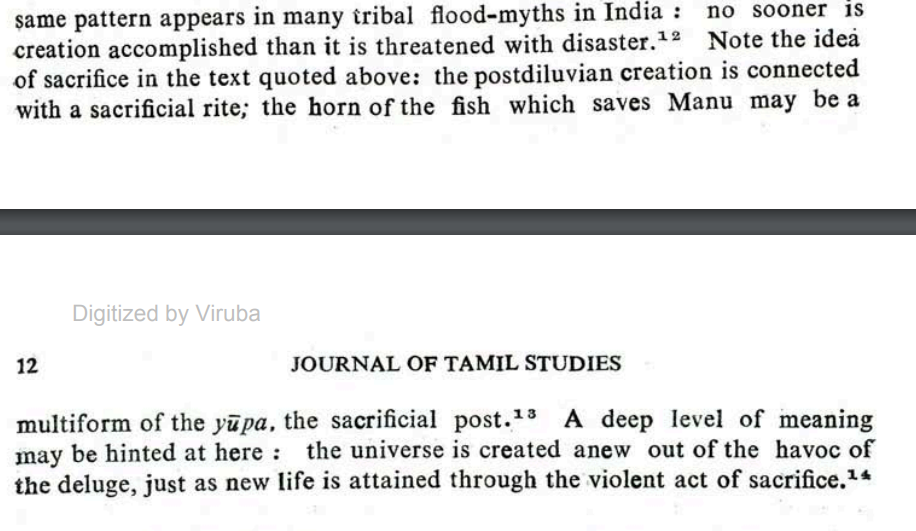 same pattern appears in many tribal flood-myths in India : no sooner is
creation accomplished than it is threatened with disaster.¹² Note the idea
of sacrifice in the text quoted above: the postdiluvian creation is connected
with a sacrificial rite; the horn of the fish which saves Manu may be a
Digitized by Viruba
12 JOURNAL OF TAMIL STUDIES
multiform of the yūpa, the sacrificial post.¹³ A deep level of meaning
may be hinted at here : the universe is created anew out of the havoc of
the deluge, just as new life is attained through the violent act of sacrifice.¹⁴